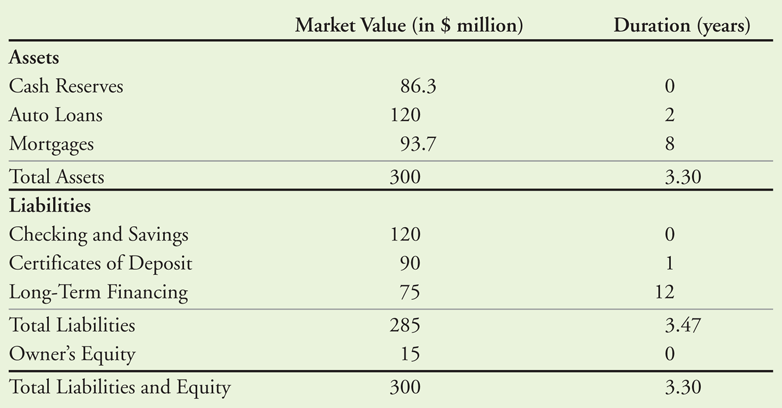 Market Value (in $ million) Duration (years)
Assets
Cash Reserves 86.3 0
Auto Loans 120 2
Mortgages 93.7 8
Total Assets 300 3.30
Liabilities
Checking and Savings 120 0
Certificates of Deposit 90 1
Long-Term Financing 75 12
Total Liabilities 285 3.47
Owner’s Equity 15 0
Total Liabilities and Equity 300 3.30